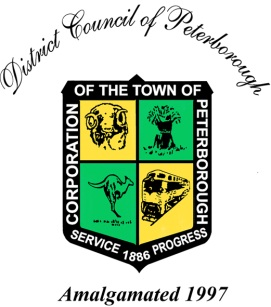 District Council of Peterborough
CORPORATION OF THE TOWN OF PETERBOROUGH
SERVICE 1886 PROGRESS
Amalgamated 1997